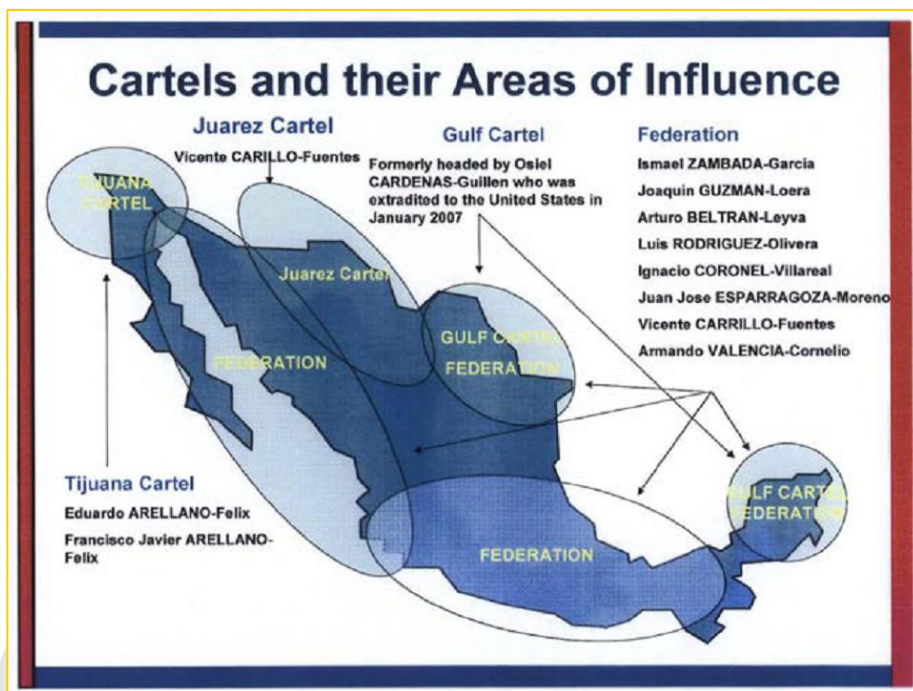 Cartels and their Areas of Influence
Juarez Cartel
Vicente CARILLO-Fuentes
Gulf Cartel
Formerly headed by Osiel
CARDENAS-Guillen who was
extradited to the United States in
January 2007
Federation
Ismael ZAMBADA-Garcia
Joaquin GUZMAN-Loera
Arturo BELTRAN-Leyva
Luis RODRIGUEZ-Olivera
Ignacio CORONEL-Villareal
Juan Jose ESPARRAGOZA-Moreno
Vicente CARRILLO-Fuentes
Armando VALENCIA-Cornelio
TIJUANA
CARTEL
Juarez Cartel
FEDERATION
GULF CARTEL
FEDERATION
Tijuana Cartel
Eduardo ARELLANO-Felix
Francisco Javier ARELLANO-
Felix
FEDERATION
GULF CARTEL
FEDERATION